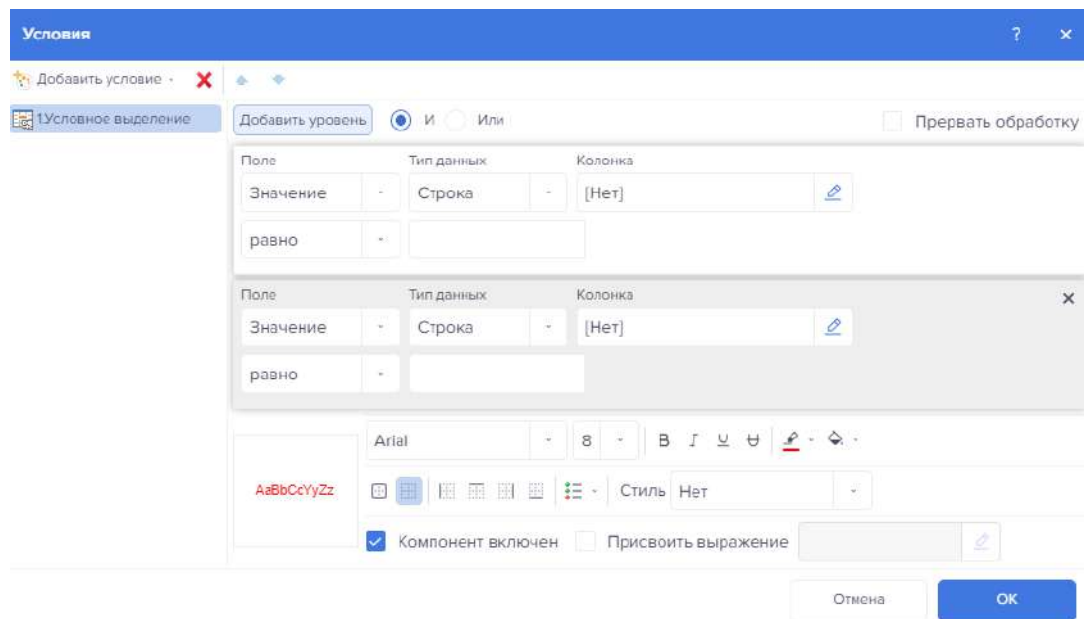 Условия
Добавить условие
1.Условное выделение
Добавить уровень И Или Прервать обработку
Поле Тип данных Колонка
Значение Строка [Нет]
равно
Поле Тип данных Колонка
Значение Строка [Нет]
равно
Arial 8 B I U
AaBbCcYyZz
Стиль Нет
Компонент включен Присвоить выражение
Отмена OK